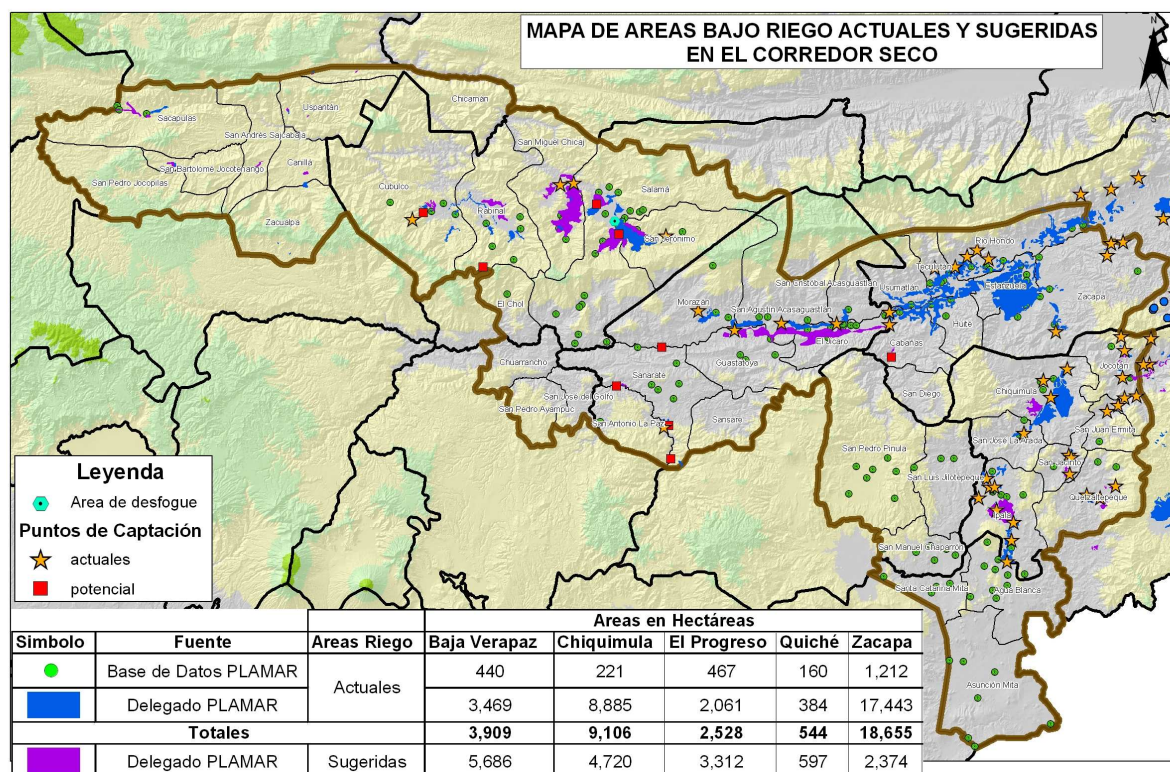 MAPA DE AREAS BAJO RIEGO ACTUALES Y SUGERIDAS
EN EL CORREDOR SECO
N
S
Chicaman
Uspantán
Sacapulas
San Andrés Sajcabajá
San Miguel Chicaj
San Bartolomé Jocotenango
Canillá
San Pedro Jocopilas
Cubulco
Salamá
Rabinal
Zacualpa
San Jerónimo
Río Hondo
Teculután
San Cristóbal Acasaguastlán
Usumatlán
Estanzuela
El Chol
Morazán
San Agustín Acasaguastlán
Zacapa
Huité
El Jícaro
Cabañas
Guastatoya
Chuarrancho
Sanarate
Jocotán
San Diego
Chiquimula
San José del Golfo
San Pedro Ayampuc
Sansare
San Antonio La Paz
San Juan Ermita
San José La Arada
San Pedro Pinula
San Jacinto
San Luis Jilotepeque
Quezaltepeque
Ipala
San Manuel Chaparrón
Santa Catarina Mita
Agua Blanca
Asunción Mita
Leyenda
Area de desfogue
Puntos de Captación
actuales
potencial
Areas en Hectáreas
Simbolo Fuente Areas Riego Baja Verapaz Chiquimula El Progreso Quiché Zacapa
Base de Datos PLAMAR Actuales 440 221 467 160 1,212
Delegado PLAMAR 3,469 8,885 2,061 384 17,443
Totales 3,909 9,106 2,528 544 18,655
Delegado PLAMAR Sugeridas 5,686 4,720 3,312 597 2,374